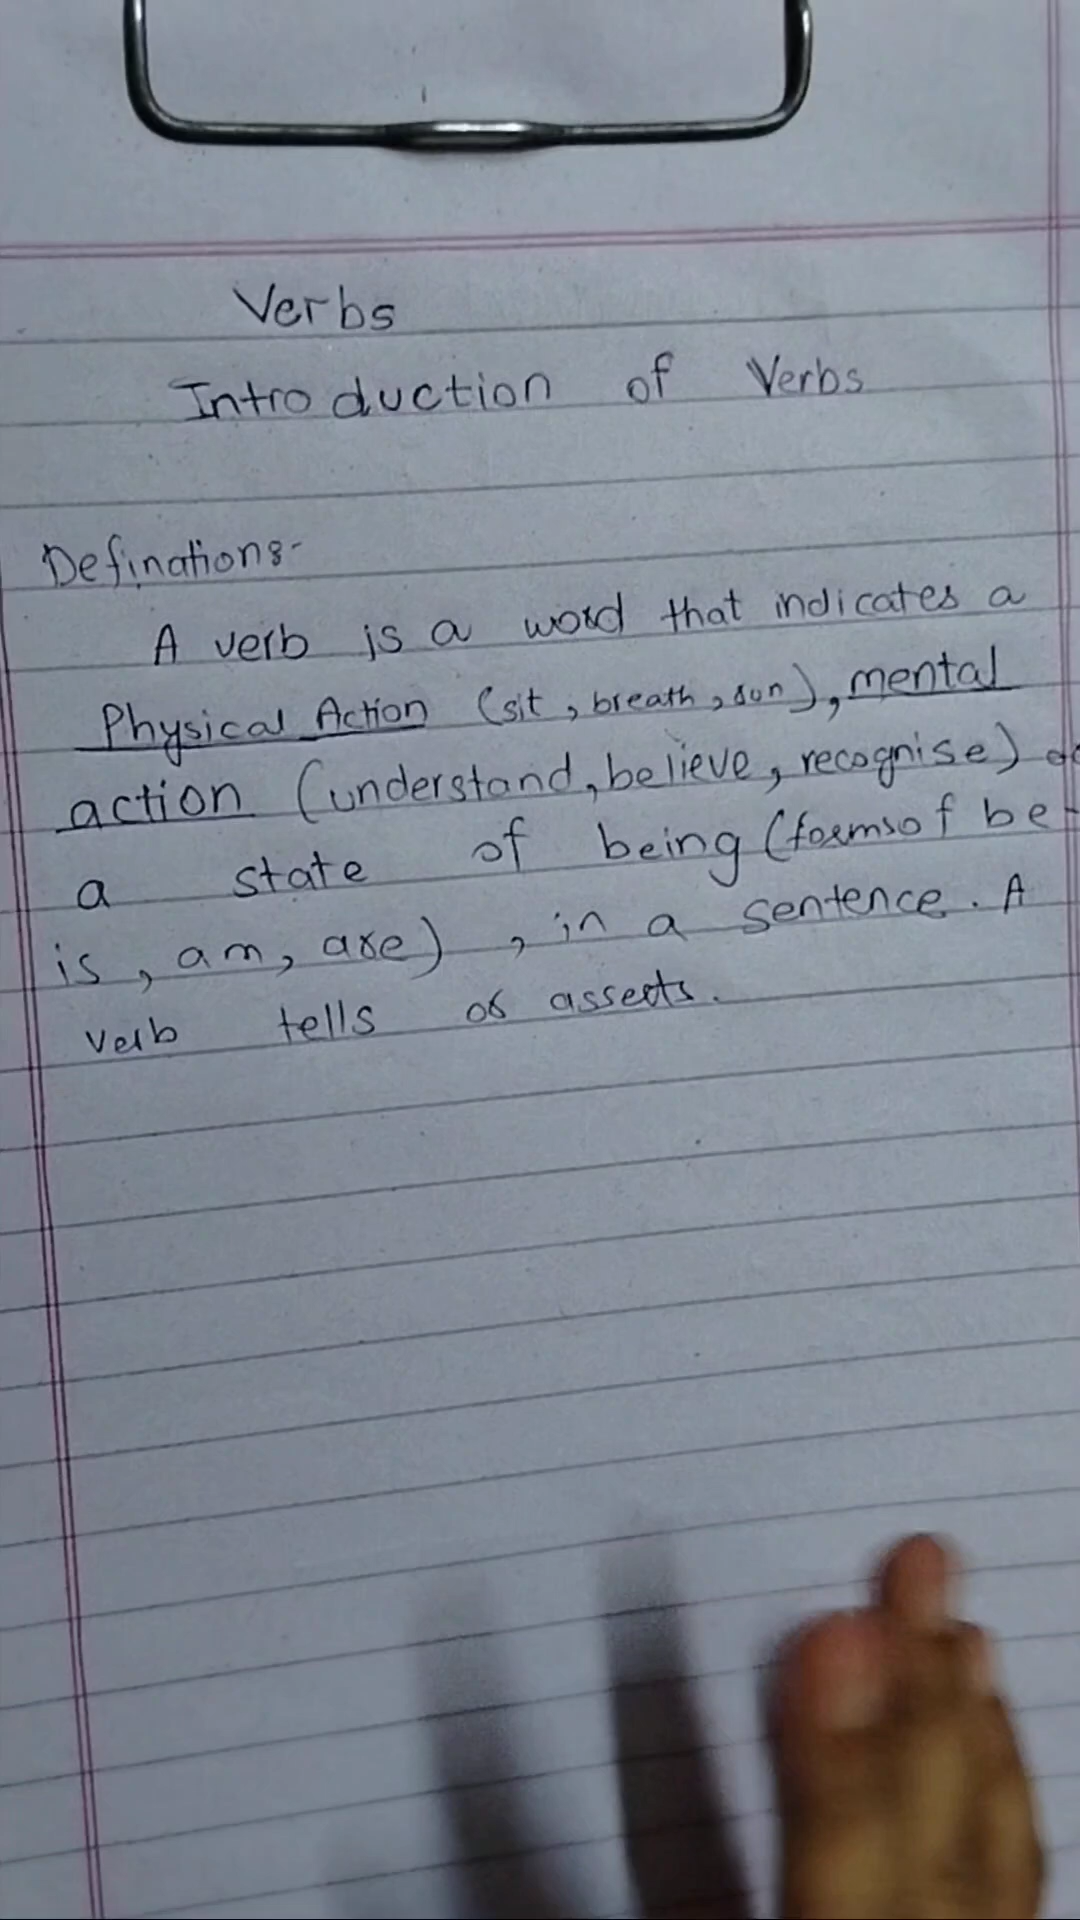 Verbs
Introduction of Verbs
Definations-
A verb is a word that indicates a
Physical Action (sit, breath, run), mental
action (understand, believe, recognise) or
a state of being (forms of be-
is, am, are) , in a sentence. A
verb tells or asserts.